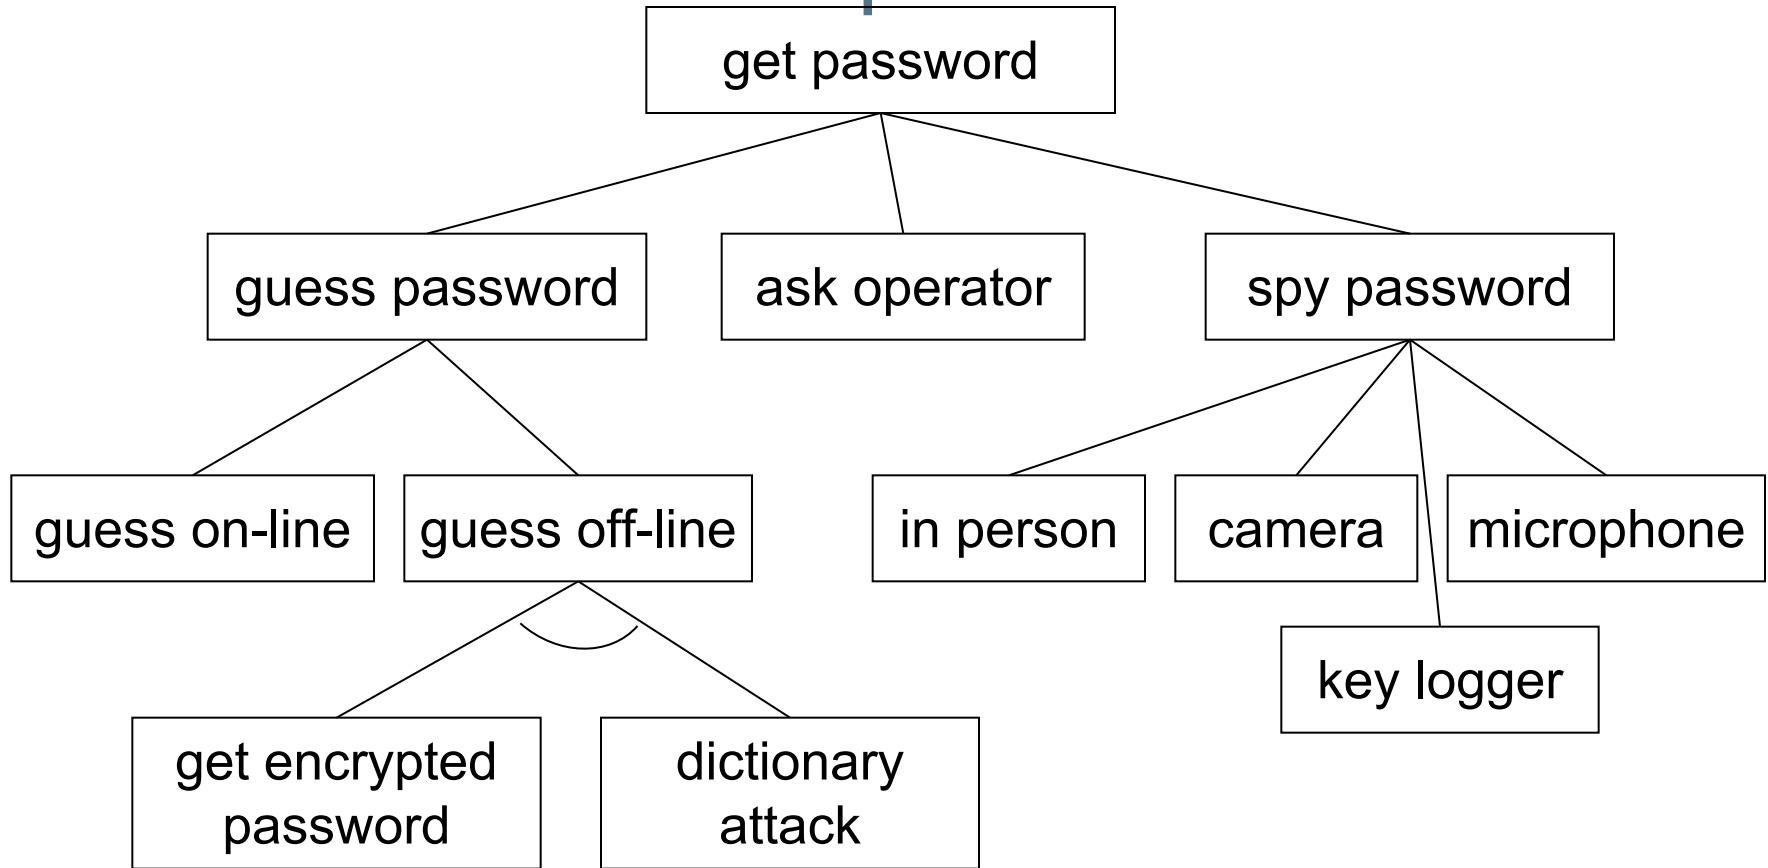 get password
guess password
ask operator
spy password
guess on-line
guess off-line
in person
camera
microphone
key logger
get encrypted
password
dictionary
attack